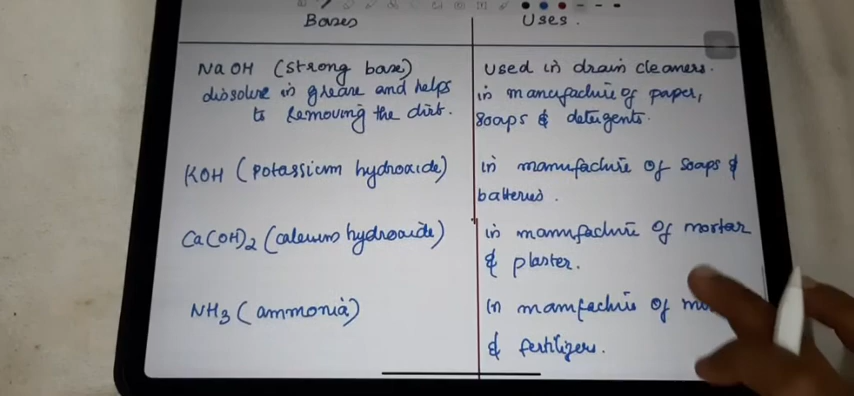 Bases
Uses.
NaOH (strong base)
dissolve in grease and helps
to removing the dirt.
used in drain cleaners.
in manufacture of paper,
soaps & detergents.
KOH (potassium hydroxide)
in manufacture of soaps &
batteries.
Ca(OH)2 (calcium hydroxide)
in manufacture of mortar
& plaster.
NH3 (ammonia)
in manufacture of
& fertilizers.